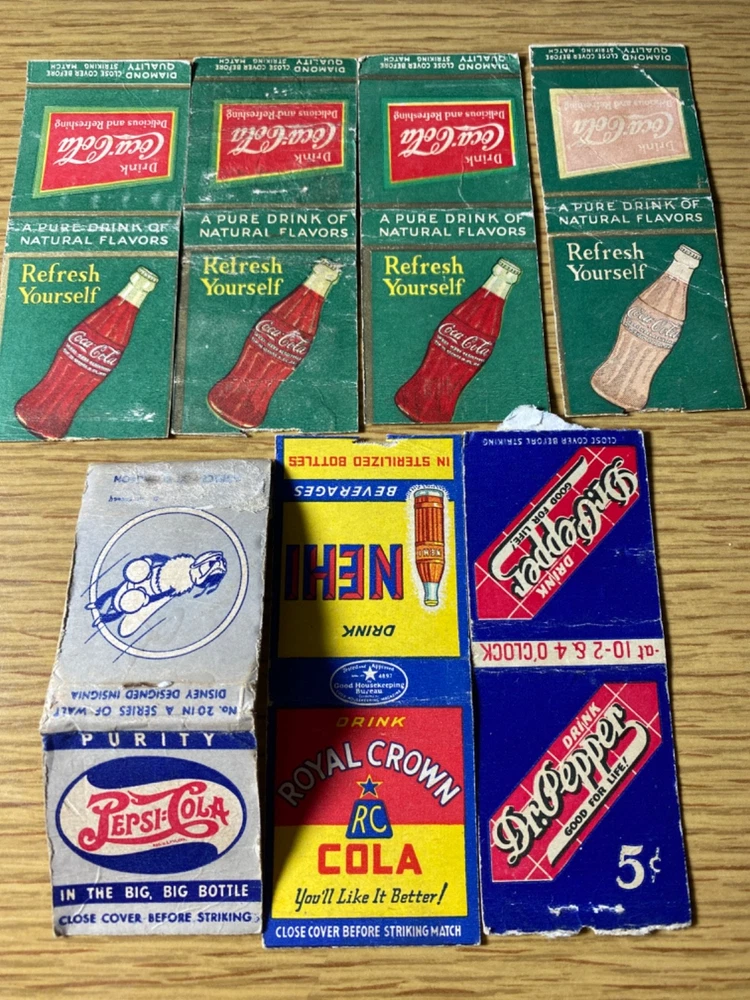 DIAMOND CLOSE COVER BEFORE
QUALITY STRIKING MATCH
Drink
Coca-Cola
Delicious and Refreshing
A PURE DRINK OF
NATURAL FLAVORS
Refresh
Yourself
Coca-Cola
DIAMOND CLOSE COVER BEFORE
QUALITY STRIKING MATCH
Drink
Coca-Cola
Delicious and Refreshing
A PURE DRINK OF
NATURAL FLAVORS
Refresh
Yourself
Coca-Cola
DIAMOND CLOSE COVER BEFORE
QUALITY STRIKING MATCH
Drink
Coca-Cola
Delicious and Refreshing
A PURE DRINK OF
NATURAL FLAVORS
Refresh
Yourself
Coca-Cola
DIAMOND CLOSE COVER BEFORE
QUALITY STRIKING MATCH
Drink
Coca-Cola
Delicious and Refreshing
A PURE DRINK OF
NATURAL FLAVORS
Refresh
Yourself
Coca-Cola
No. 20 IN A SERIES OF WALT
DISNEY DESIGNED INSIGNIA
PURITY
PEPSI-COLA
IN THE BIG, BIG BOTTLE
CLOSE COVER BEFORE STRIKING
DRINK
NEHI
NEHI
BEVERAGES
IN STERILIZED BOTTLES
Tested and Approved
4897
Good Housekeeping
Bureau
DRINK
ROYAL CROWN
RC
COLA
You'll Like It Better!
CLOSE COVER BEFORE STRIKING MATCH
CLOSE COVER BEFORE STRIKING
DRINK
Dr. Pepper
GOOD FOR LIFE!
at 10-2 & 4 O'CLOCK
DRINK
Dr. Pepper
GOOD FOR LIFE!
5¢